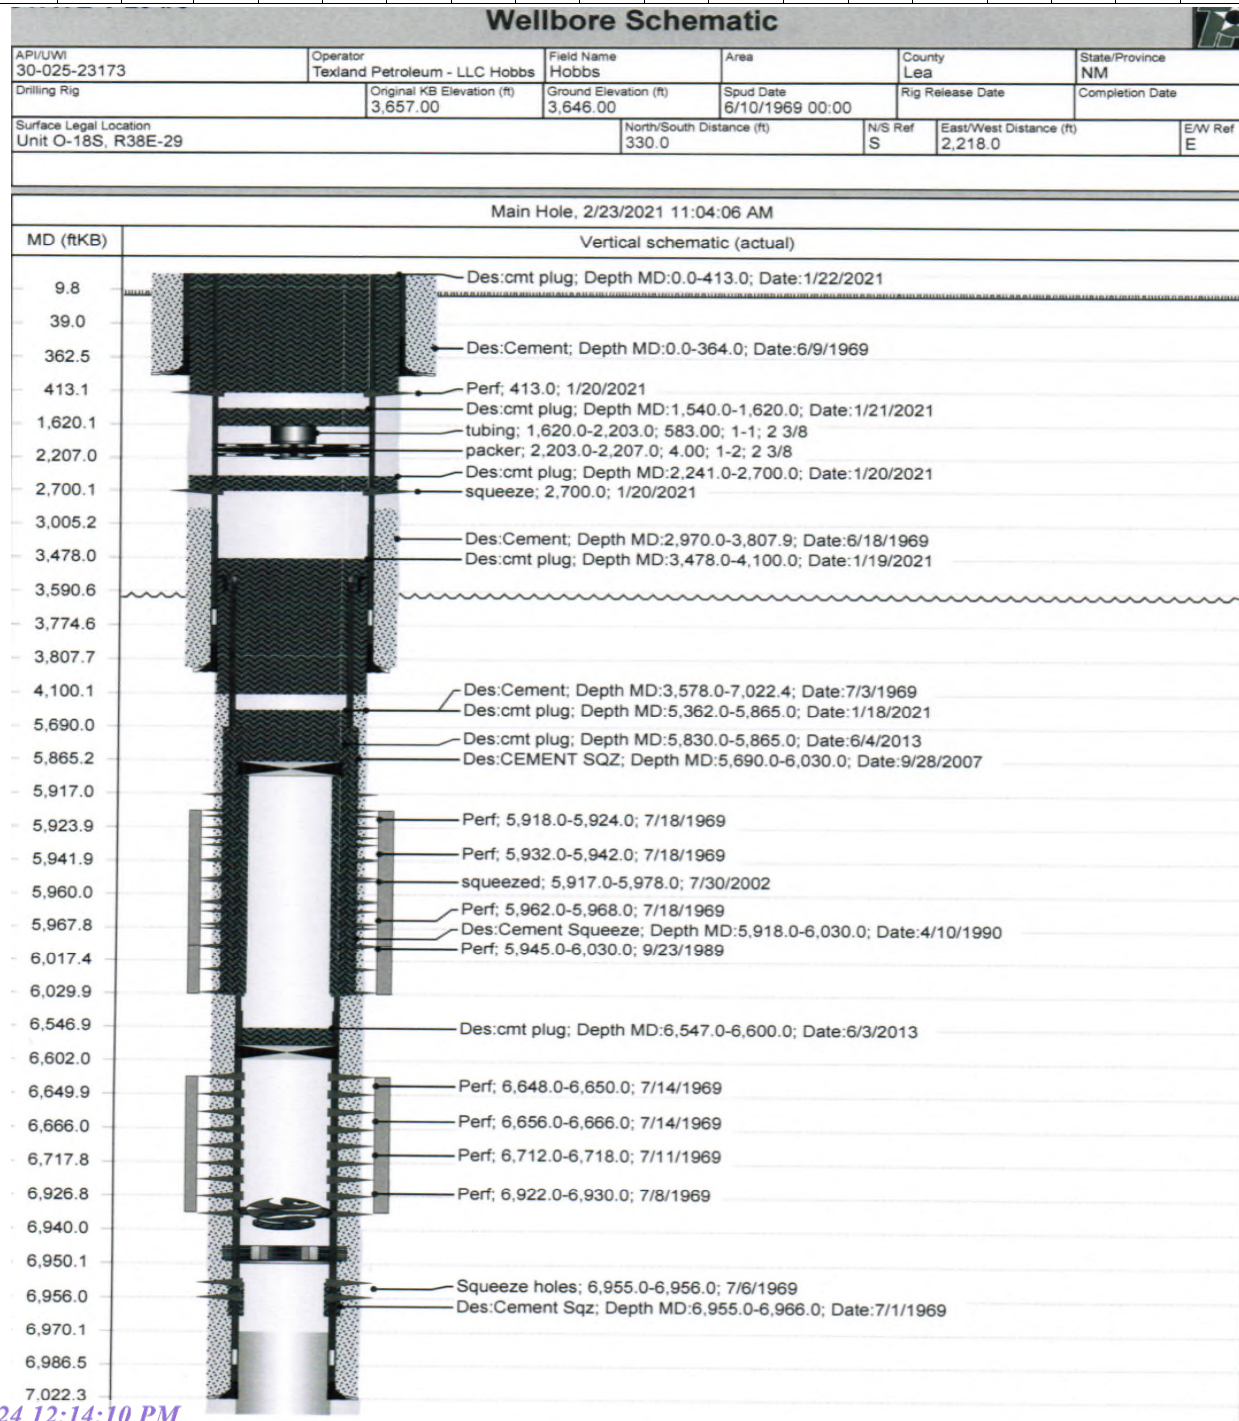 Wellbore Schematic
API/UWI
30-025-23173
Operator
Texland Petroleum - LLC Hobbs
Field Name
Hobbs
Area
County
Lea
State/Province
NM
Drilling Rig
Original KB Elevation (ft)
3,657.00
Ground Elevation (ft)
3,646.00
Spud Date
6/10/1969 00:00
Rig Release Date
Completion Date
Surface Legal Location
Unit O-18S, R38E-29
North/South Distance (ft)
330.0
N/S Ref
S
East/West Distance (ft)
2,218.0
E/W Ref
E
Main Hole, 2/23/2021 11:04:06 AM
MD (ftKB)
Vertical schematic (actual)
Des:cmt plug; Depth MD:0.0-413.0; Date:1/22/2021
9.8
39.0
Des:Cement; Depth MD:0.0-364.0; Date:6/9/1969
362.5
413.1
Perf; 413.0; 1/20/2021
Des:cmt plug; Depth MD:1,540.0-1,620.0; Date:1/21/2021
1,620.1
tubing; 1,620.0-2,203.0; 583.00; 1-1; 2 3/8
packer; 2,203.0-2,207.0; 4.00; 1-2; 2 3/8
2,207.0
Des:cmt plug; Depth MD:2,241.0-2,700.0; Date:1/20/2021
2,700.1
squeeze; 2,700.0; 1/20/2021
3,005.2
Des:Cement; Depth MD:2,970.0-3,807.9; Date:6/18/1969
3,478.0
Des:cmt plug; Depth MD:3,478.0-4,100.0; Date:1/19/2021
3,590.6
3,774.6
3,807.7
4,100.1
Des:Cement; Depth MD:3,578.0-7,022.4; Date:7/3/1969
Des:cmt plug; Depth MD:5,362.0-5,865.0; Date:1/18/2021
5,690.0
Des:cmt plug; Depth MD:5,830.0-5,865.0; Date:6/4/2013
5,865.2
Des:CEMENT SQZ; Depth MD:5,690.0-6,030.0; Date:9/28/2007
5,917.0
5,923.9
Perf; 5,918.0-5,924.0; 7/18/1969
5,941.9
Perf; 5,932.0-5,942.0; 7/18/1969
squeezed; 5,917.0-5,978.0; 7/30/2002
5,960.0
Perf; 5,962.0-5,968.0; 7/18/1969
5,967.8
Des:Cement Squeeze; Depth MD:5,918.0-6,030.0; Date:4/10/1990
Perf; 5,945.0-6,030.0; 9/23/1989
6,017.4
6,029.9
6,546.9
Des:cmt plug; Depth MD:6,547.0-6,600.0; Date:6/3/2013
6,602.0
6,649.9
Perf; 6,648.0-6,650.0; 7/14/1969
6,666.0
Perf; 6,656.0-6,666.0; 7/14/1969
6,717.8
Perf; 6,712.0-6,718.0; 7/11/1969
6,926.8
Perf; 6,922.0-6,930.0; 7/8/1969
6,940.0
6,950.1
Squeeze holes; 6,955.0-6,956.0; 7/6/1969
6,956.0
Des:Cement Sqz; Depth MD:6,955.0-6,966.0; Date:7/1/1969
6,970.1
6,986.5
7,022.3
24 12:14:10 PM